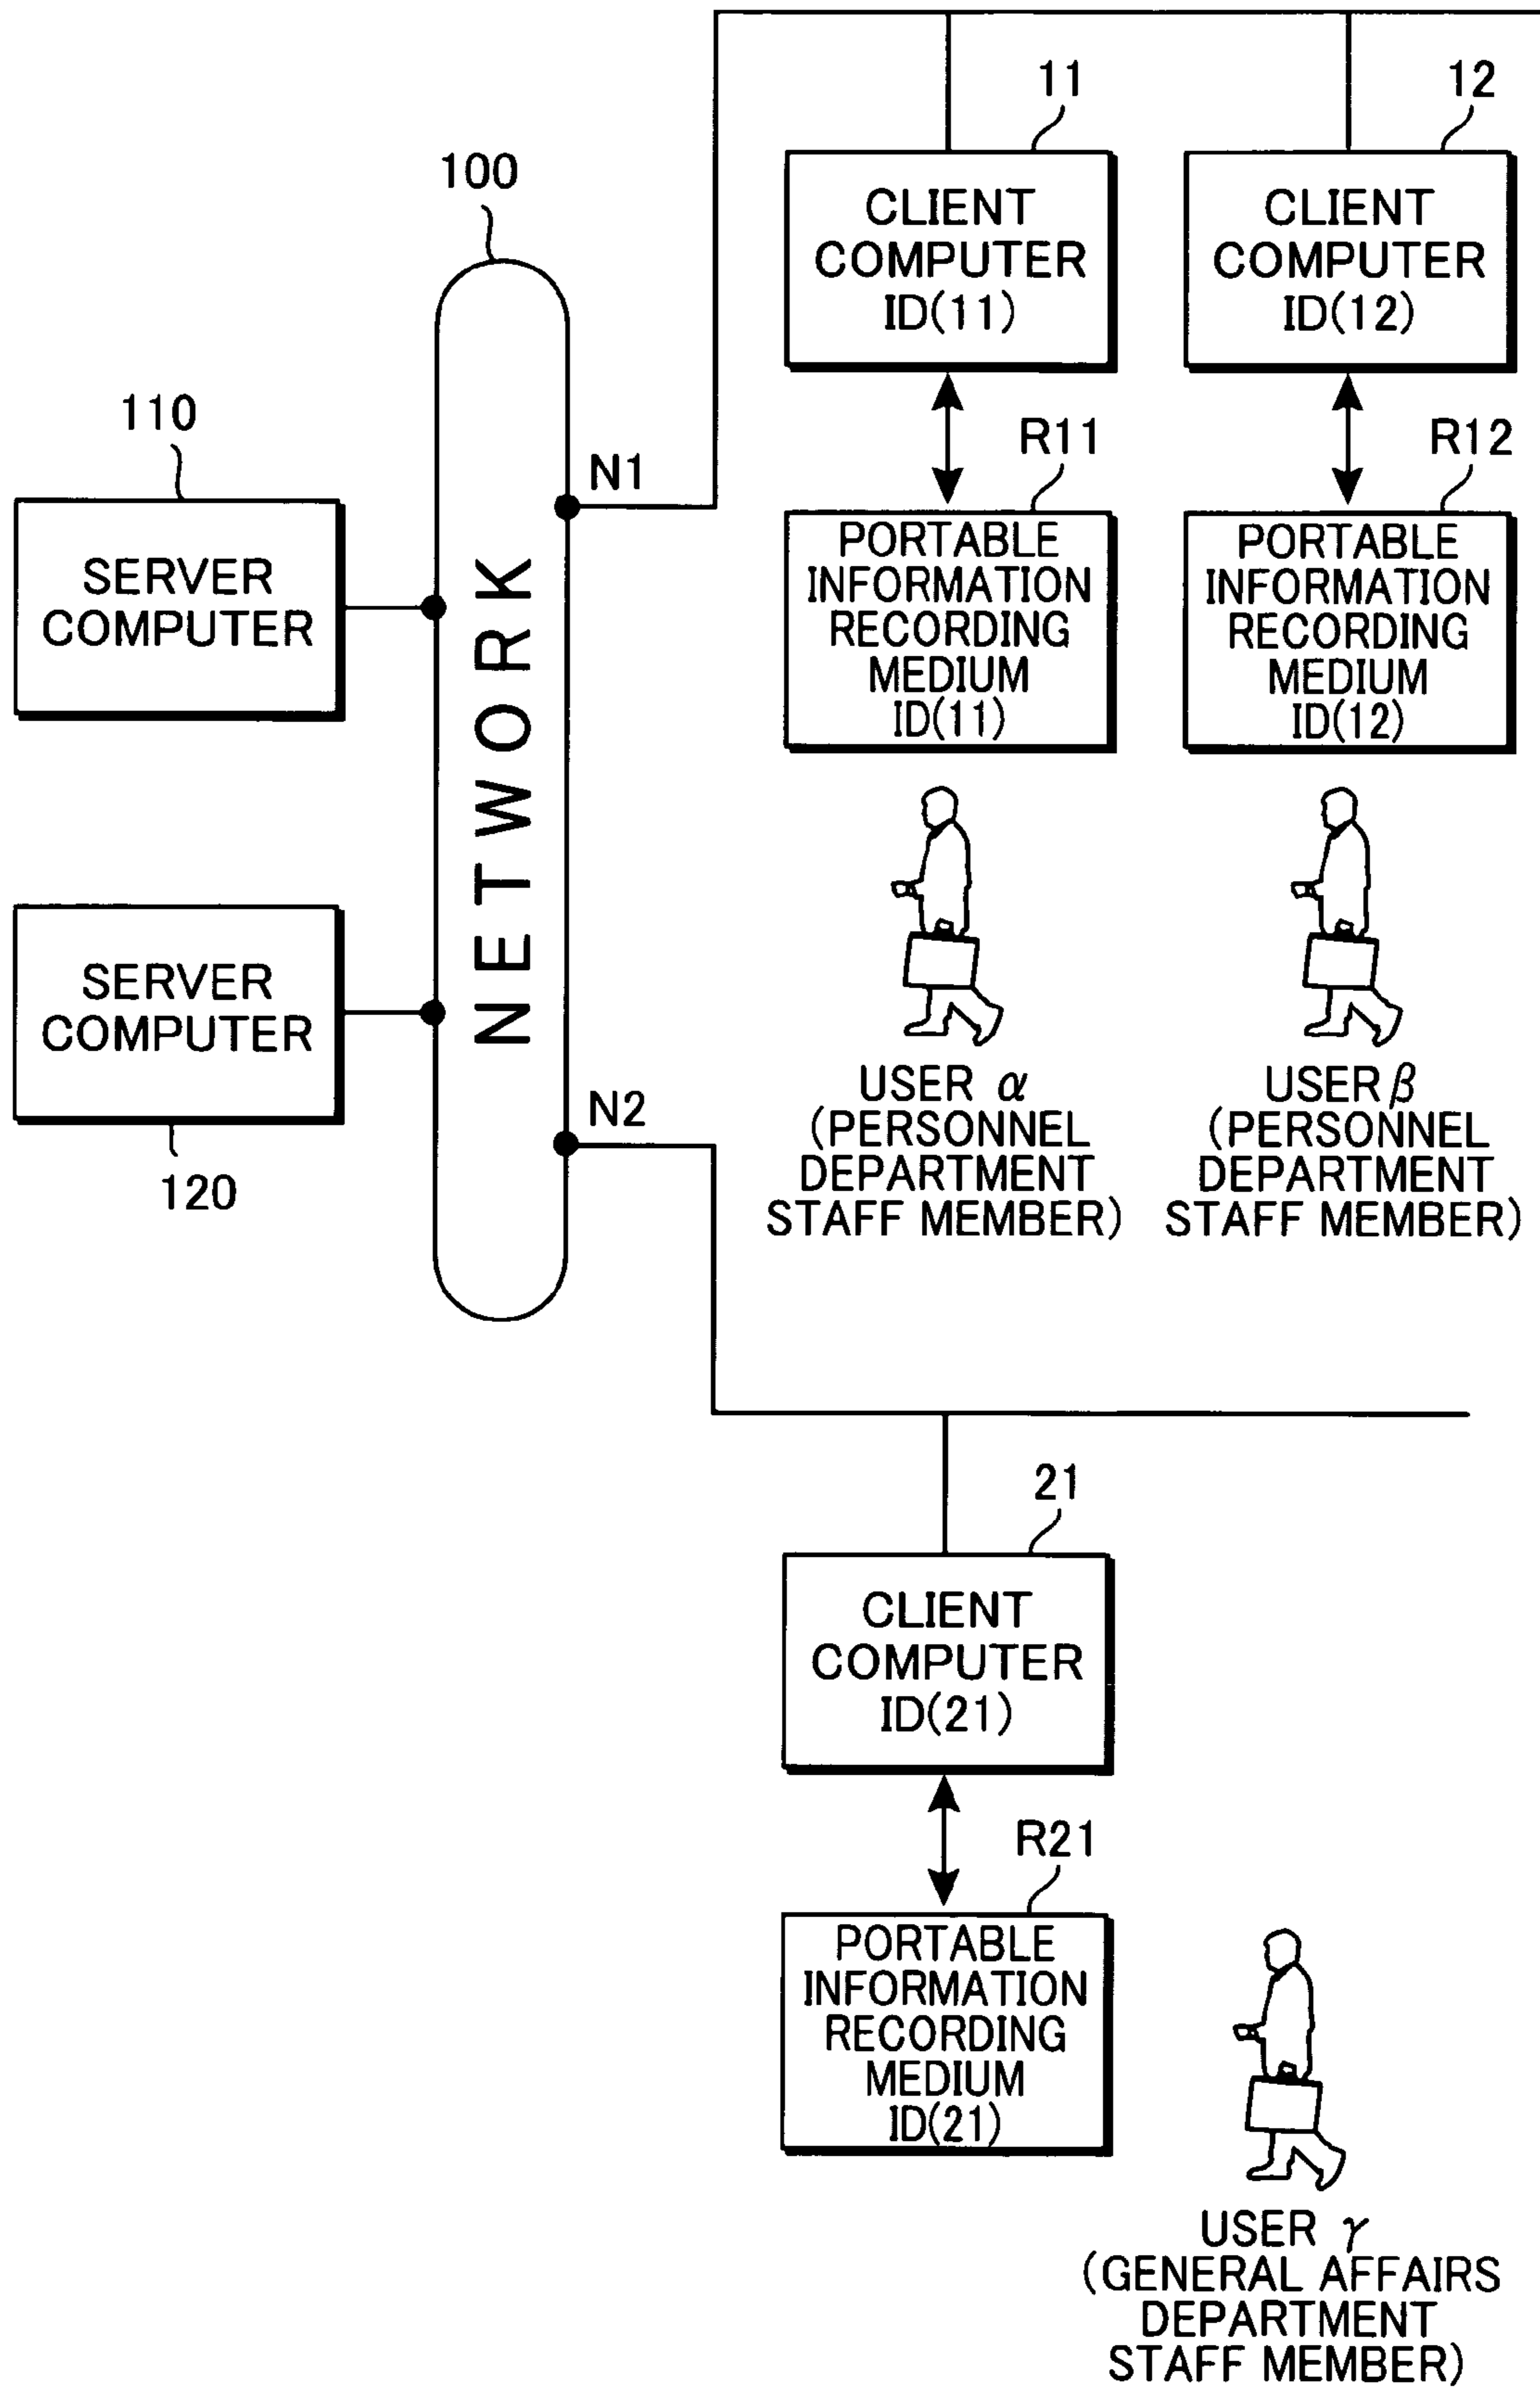 11
12
CLIENT
COMPUTER
ID(11)
CLIENT
COMPUTER
ID(12)
100
110
N1
R11
R12
SERVER
COMPUTER
PORTABLE
INFORMATION
RECORDING
MEDIUM
ID(11)
PORTABLE
INFORMATION
RECORDING
MEDIUM
ID(12)
NETWORK
SERVER
COMPUTER
120
N2
USER α
(PERSONNEL
DEPARTMENT
STAFF MEMBER)
USER β
(PERSONNEL
DEPARTMENT
STAFF MEMBER)
21
CLIENT
COMPUTER
ID(21)
R21
PORTABLE
INFORMATION
RECORDING
MEDIUM
ID(21)
USER γ
(GENERAL AFFAIRS
DEPARTMENT
STAFF MEMBER)